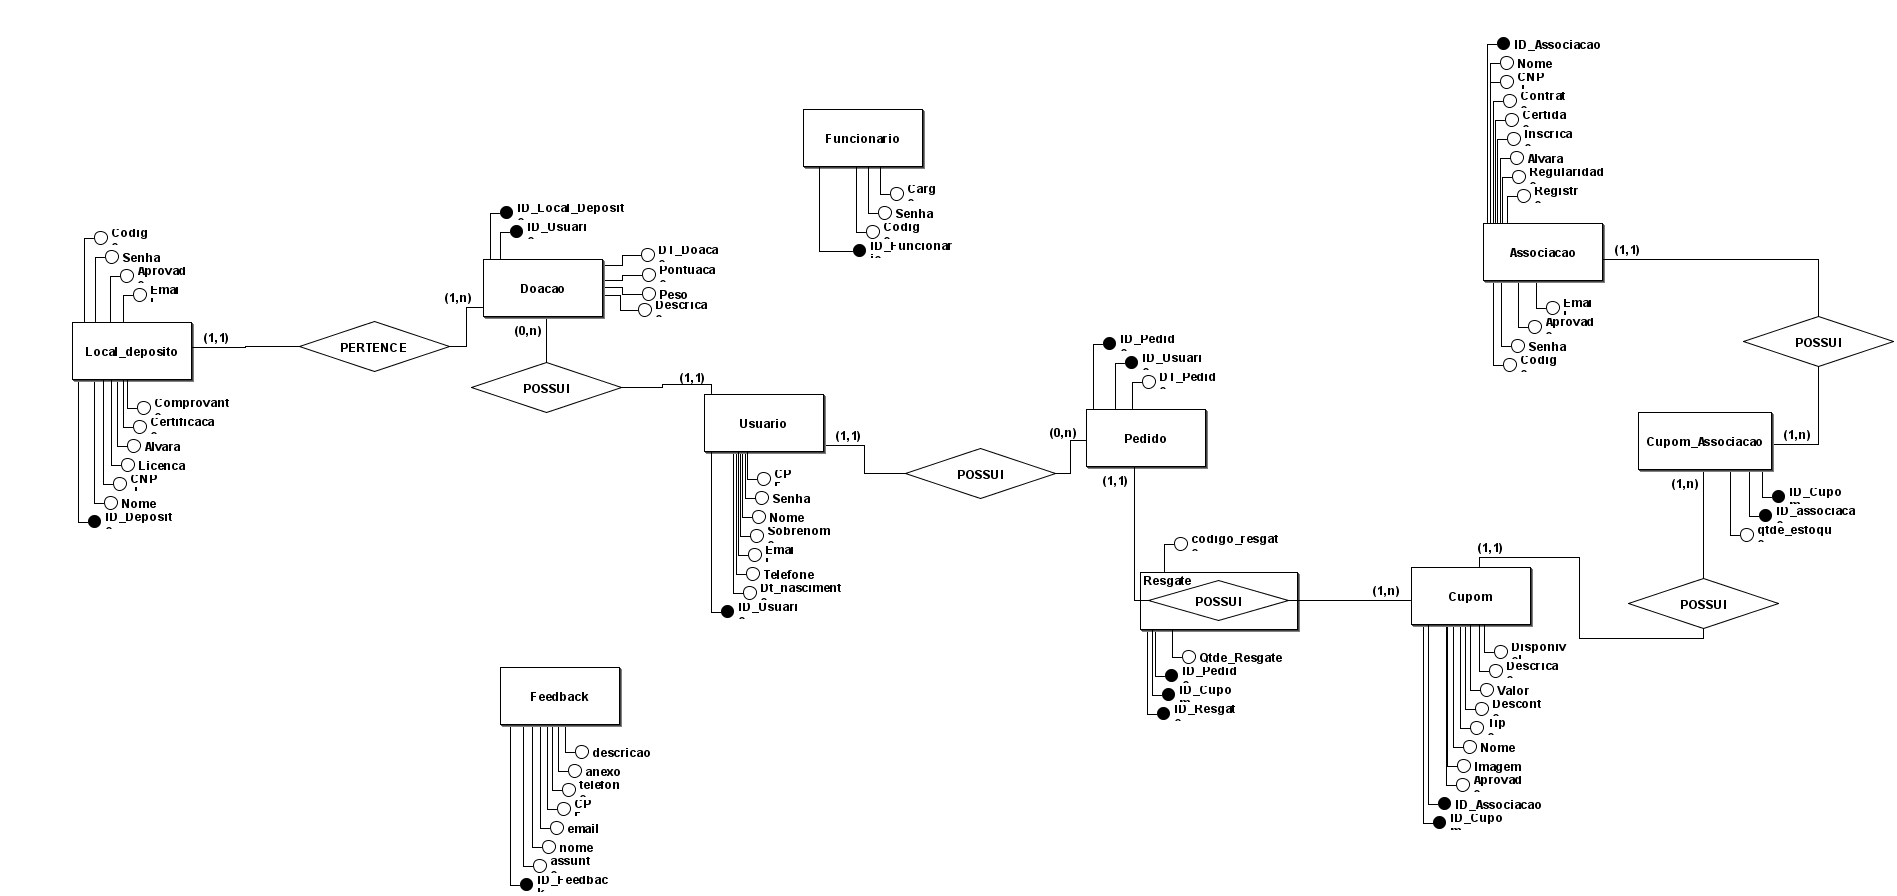 ID_Associacao
Nome
CNP
Contrat
Certida
Inscrica
Alvara
Regularidad
Registr
Associacao
(1,1)
Emai
Aprovad
Senha
Codig
POSSUI
Funcionario
Carg
Senha
Codig
ID_Funcionar
ID_Local_Deposit
ID_Usuari
Doacao
DT_Doaca
Pontuaca
Peso
Descrica
(1,n)
(0,n)
Codig
Senha
Aprovad
Emai
Local_deposito
(1,1)
PERTENCE
POSSUI
(1,1)
Comprovant
Certificaca
Alvara
Licenca
CNP
Nome
ID_Deposit
Usuario
(1,1)
POSSUI
(0,n)
CP
Senha
Nome
Sobrenom
Emai
Telefone
Dt_nasciment
ID_Usuari
ID_Pedid
ID_Usuari
DT_Pedid
Pedido
(1,1)
codigo_resgat
Resgate
POSSUI
(1,n)
Qtde_Resgate
ID_Pedid
ID_Cupo
ID_Resgat
Cupom_Associacao
(1,n)
(1,n)
ID_Cupo
ID_associaca
qtde_estoqu
(1,1)
Cupom
POSSUI
Disponiv
Descrica
Valor
Descont
Tip
Nome
Imagem
Aprovad
ID_Associacao
ID_Cupo
Feedback
descricao
anexo
telefon
CP
email
nome
assunt
ID_Feedbac